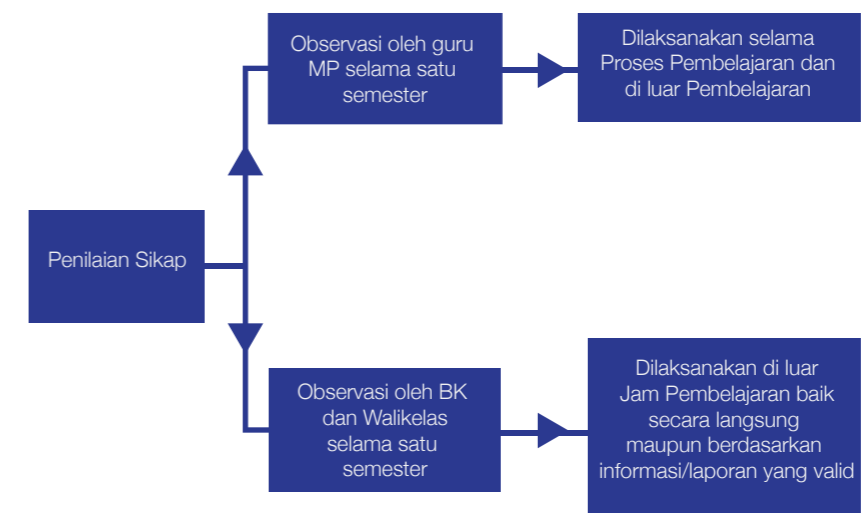 Observasi oleh guru
MP selama satu
semester
Dilaksanakan selama
Proses Pembelajaran dan
di luar Pembelajaran
Penilaian Sikap
Observasi oleh BK
dan Walikelas
selama satu
semester
Dilaksanakan di luar
Jam Pembelajaran baik
secara langsung
maupun berdasarkan
informasi/laporan yang valid